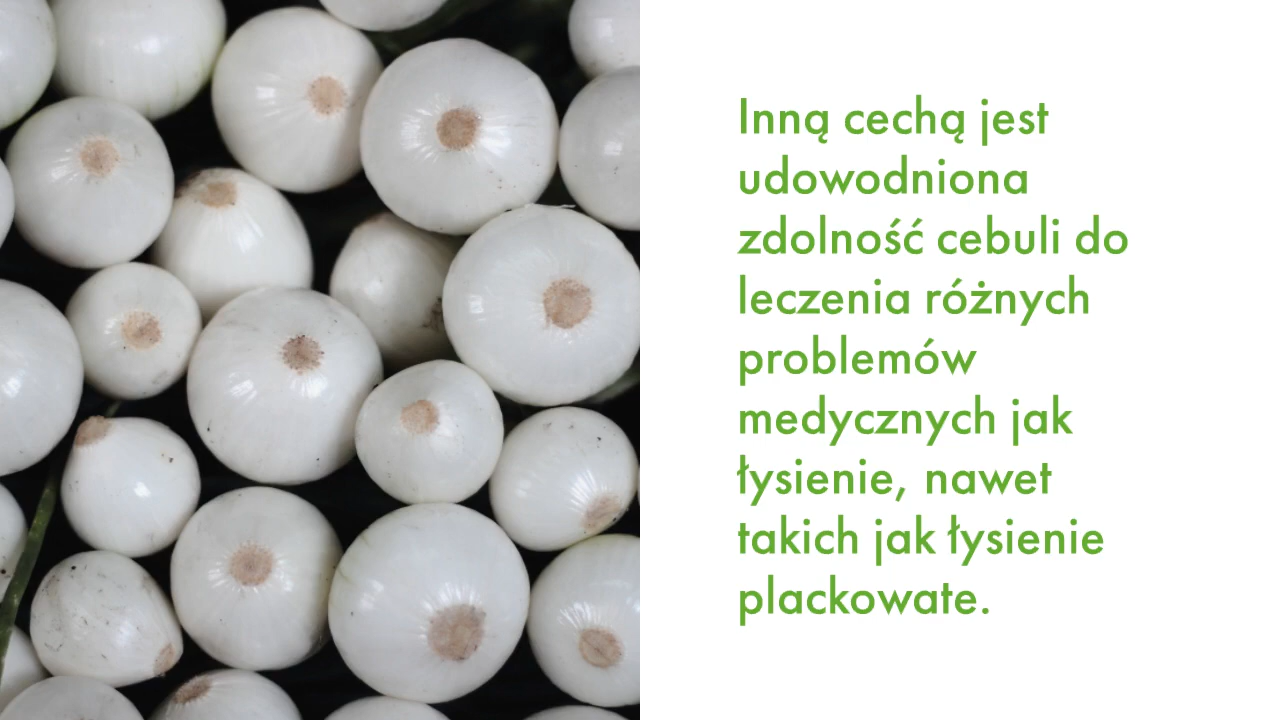 Inną cechą jest
udowodniona
zdolność cebuli do
leczenia różnych
problemów
medycznych jak
łysienie, nawet
takich jak łysienie
plackowate.